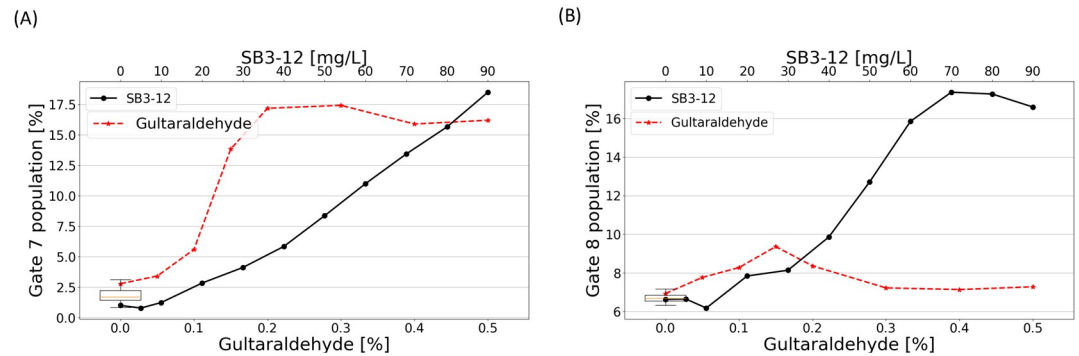 (A)
SB3-12 [mg/L]
0 10 20 30 40 50 60 70 80 90
SB3-12
Gultaraldehyde
Gate 7 population [%]
17.5
15.0
12.5
10.0
7.5
5.0
2.5
0.0
0.0 0.1 0.2 0.3 0.4 0.5
Gultaraldehyde [%]
(B)
SB3-12 [mg/L]
0 10 20 30 40 50 60 70 80 90
SB3-12
Gultaraldehyde
Gate 8 population [%]
16
14
12
10
8
6
0.0 0.1 0.2 0.3 0.4 0.5
Gultaraldehyde [%]